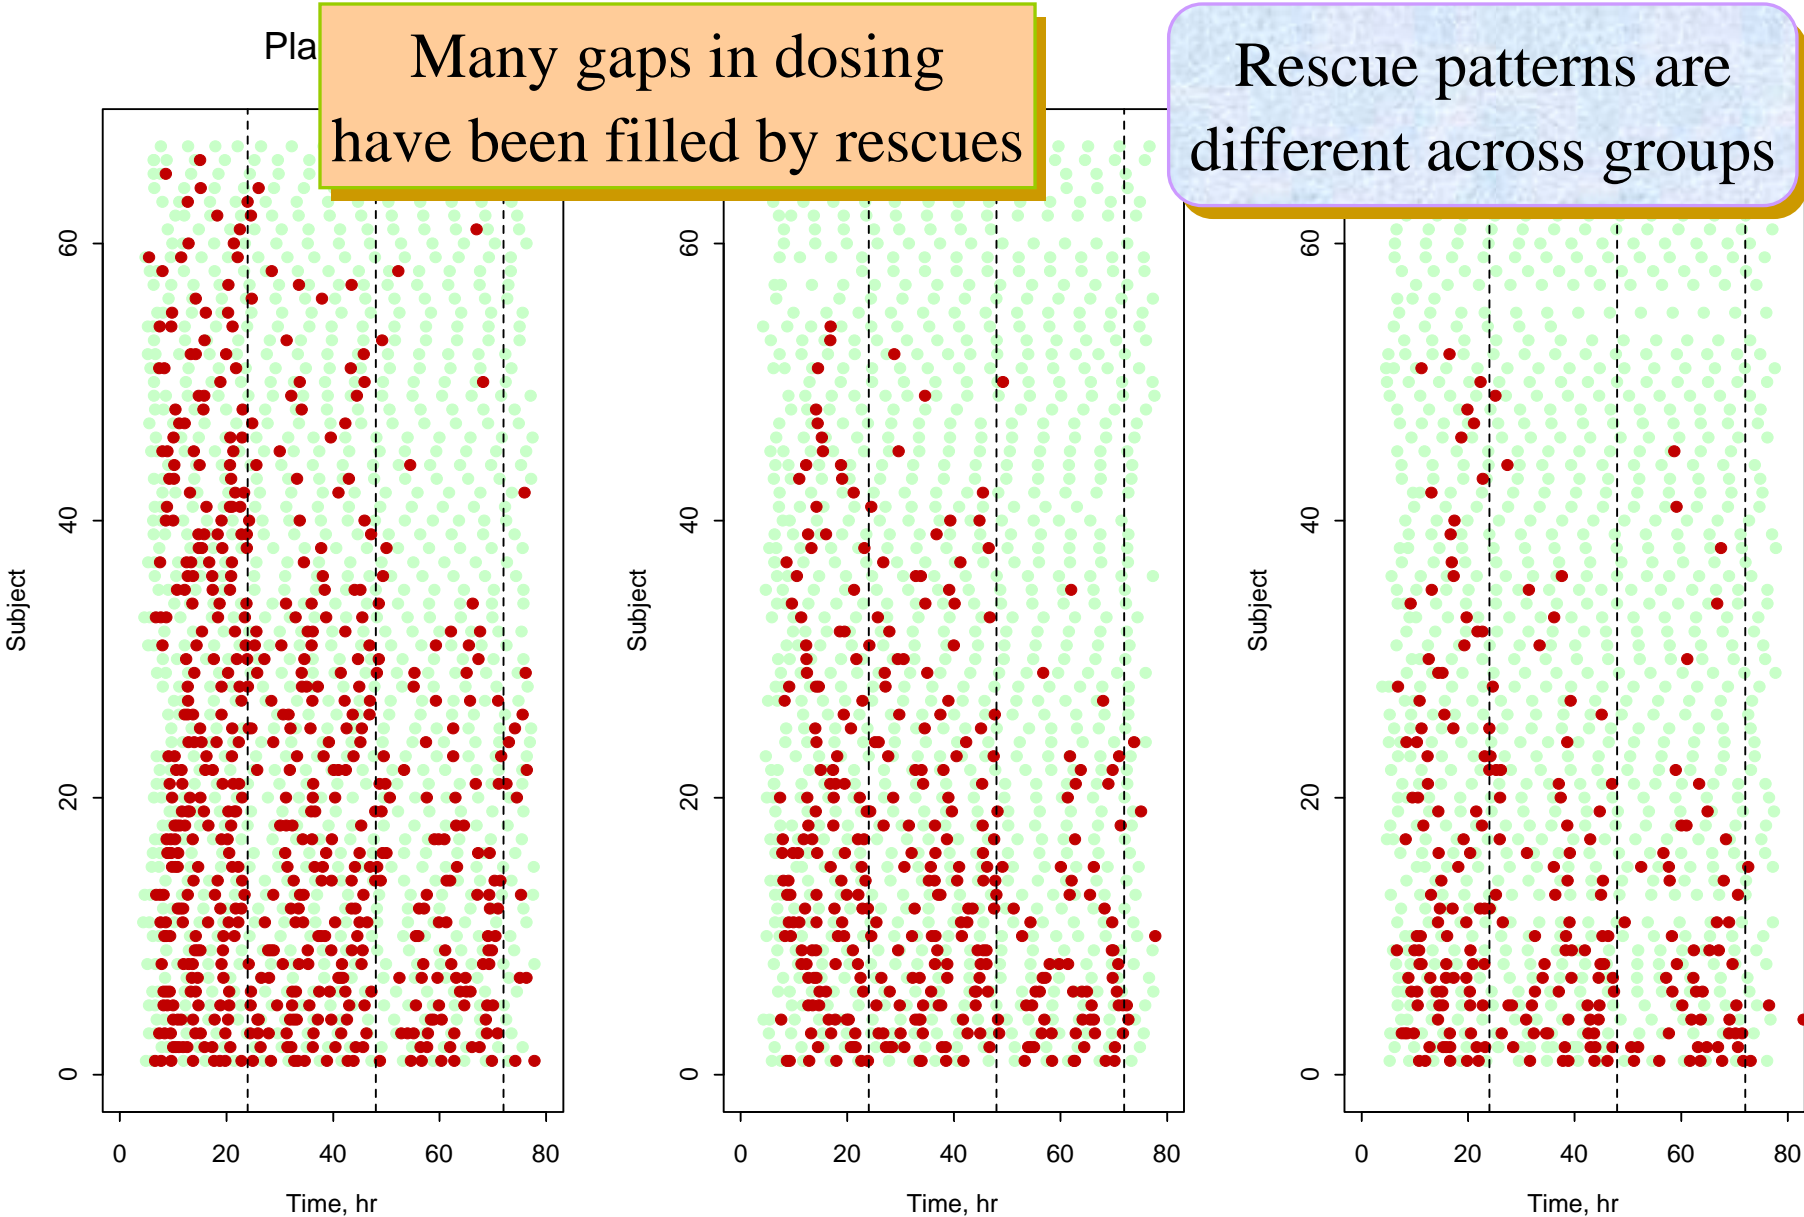 Pla
Many gaps in dosing
have been filled by rescues
Rescue patterns are
different across groups
Subject
0
20
40
60
0
20
40
60
80
Time, hr
Subject
0
20
40
60
0
20
40
60
80
Time, hr
Subject
0
20
40
60
0
20
40
60
80
Time, hr